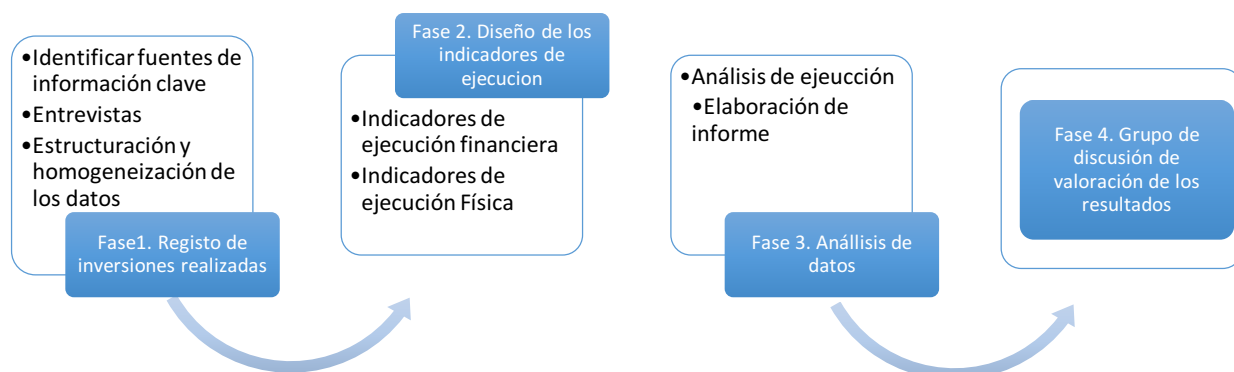 •Identificar fuentes de
información clave
•Entrevistas
•Estructuración y
homogeneización de
los datos
Fase1. Registo de
inversiones realizadas
Fase 2. Diseño de los
indicadores de
ejecucion
•Indicadores de
ejecución financiera
•Indicadores de
ejecución Física
•Análisis de ejeucción
•Elaboración de
informe
Fase 3. Anállisis de
datos
Fase 4. Grupo de
discusión de
valoración de los
resultados